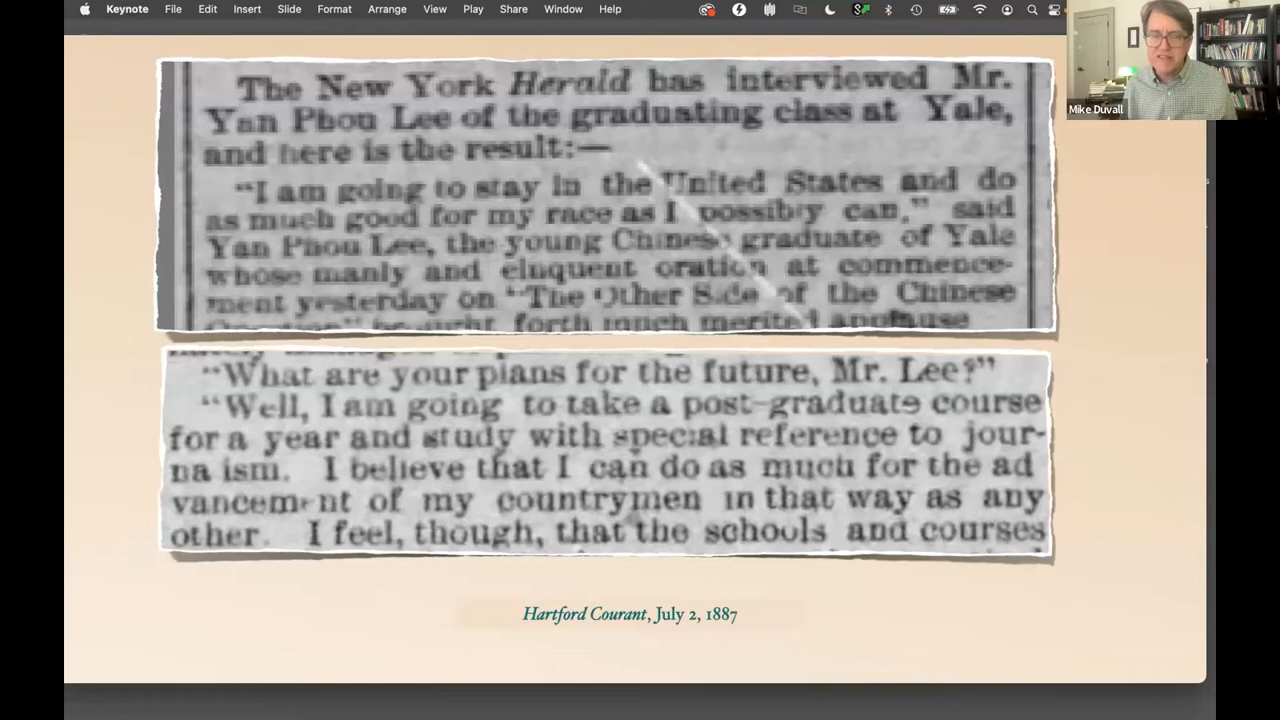 Keynote File Edit Insert Slide Format Arrange View Play Share Window Help
Mike Duvall
The New York Herald has interviewed Mr.
Yan Phou Lee of the graduating class at Yale,
and here is the result:—
"I am going to stay in the United States and do
as much good for my race as I possibly can," said
Yan Phou Lee, the young Chinese graduate of Yale
whose manly and eloquent oration at commence-
ment yesterday on "The Other Side of the Chinese
forth much merited applause
"What are your plans for the future, Mr. Lee?"
"Well, I am going to take a post-graduate course
for a year and study with special reference to jour-
na ism. I believe that I can do as much for the ad
vancement of my countrymen in that way as any
other. I feel, though, that the schools and courses
Hartford Courant, July 2, 1887